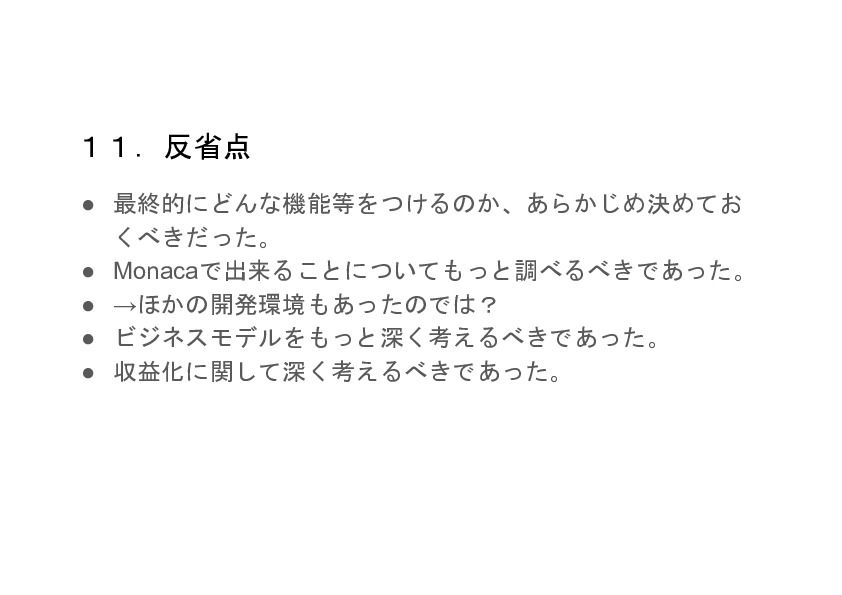 １１．反省点
● 最終的にどんな機能等をつけるのか、あらかじめ決めてお
くべきだった。
● Monacaで出来ることについてもっと調べるべきであった。
● →ほかの開発環境もあったのでは？
● ビジネスモデルをもっと深く考えるべきであった。
● 収益化に関して深く考えるべきであった。